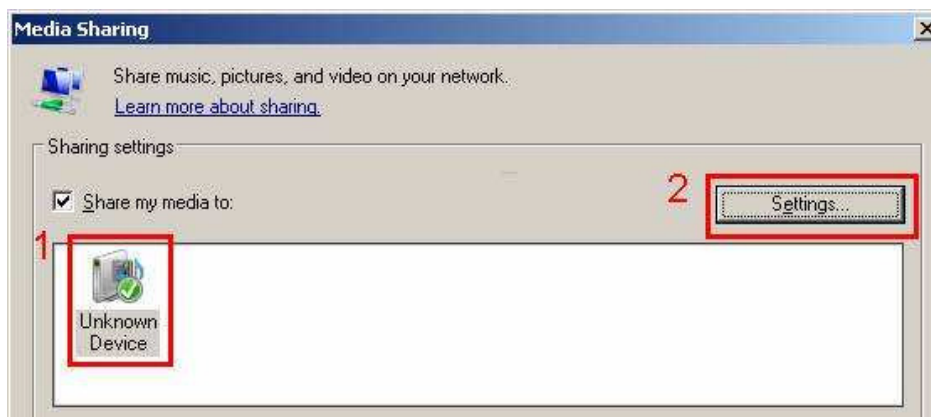 Media Sharing
Share music, pictures, and video on your network.
Learn more about sharing.
Sharing settings
Share my media to:
2
Settings...
1
Unknown
Device